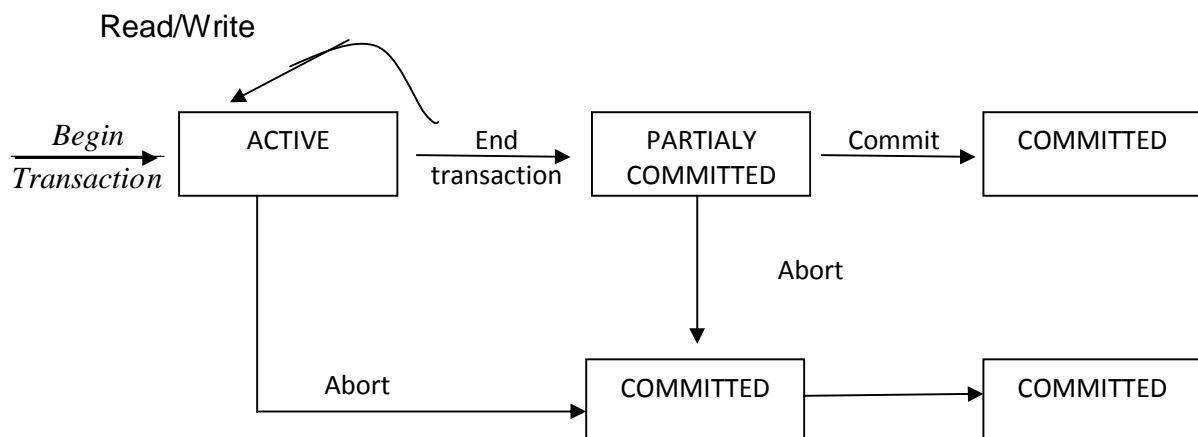 Read/Write
Begin
Transaction
ACTIVE
End
transaction
PARTIALY
COMMITTED
Commit
COMMITTED
Abort
Abort
COMMITTED
COMMITTED